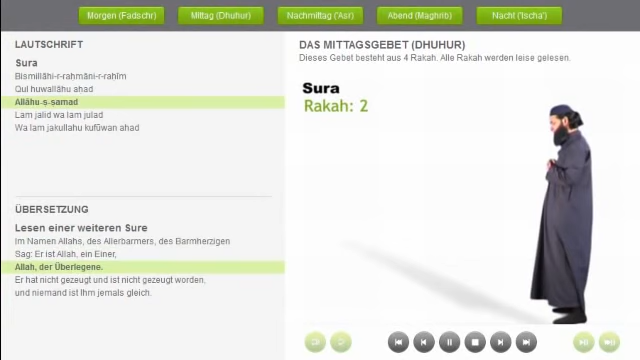 Morgen (Fadschr)
Mittag (Dhuhur)
Nachmittag ('Asr)
Abend (Maghrib)
Nacht ('Ischa')
LAUTSCHRIFT
Sura
Bismillāhi-r-raḥmāni-r-raḥīm
Qul huwallāhu aḥad
Allāhu-ṣ-ṣamad
Lam jalid wa lam julad
Wa lam jakullahu kufūwan aḥad
ÜBERSETZUNG
Lesen einer weiteren Sure
Im Namen Allahs, des Allerbarmers, des Barmherzigen
Sag: Er ist Allah, ein Einer,
Allah, der Überlegene.
Er hat nicht gezeugt und ist nicht gezeugt worden,
und niemand ist Ihm jemals gleich.
DAS MITTAGSGEBET (DHUHUR)
Dieses Gebet besteht aus 4 Rakah. Alle Rakah werden leise gelesen.
Sura
Rakah: 2